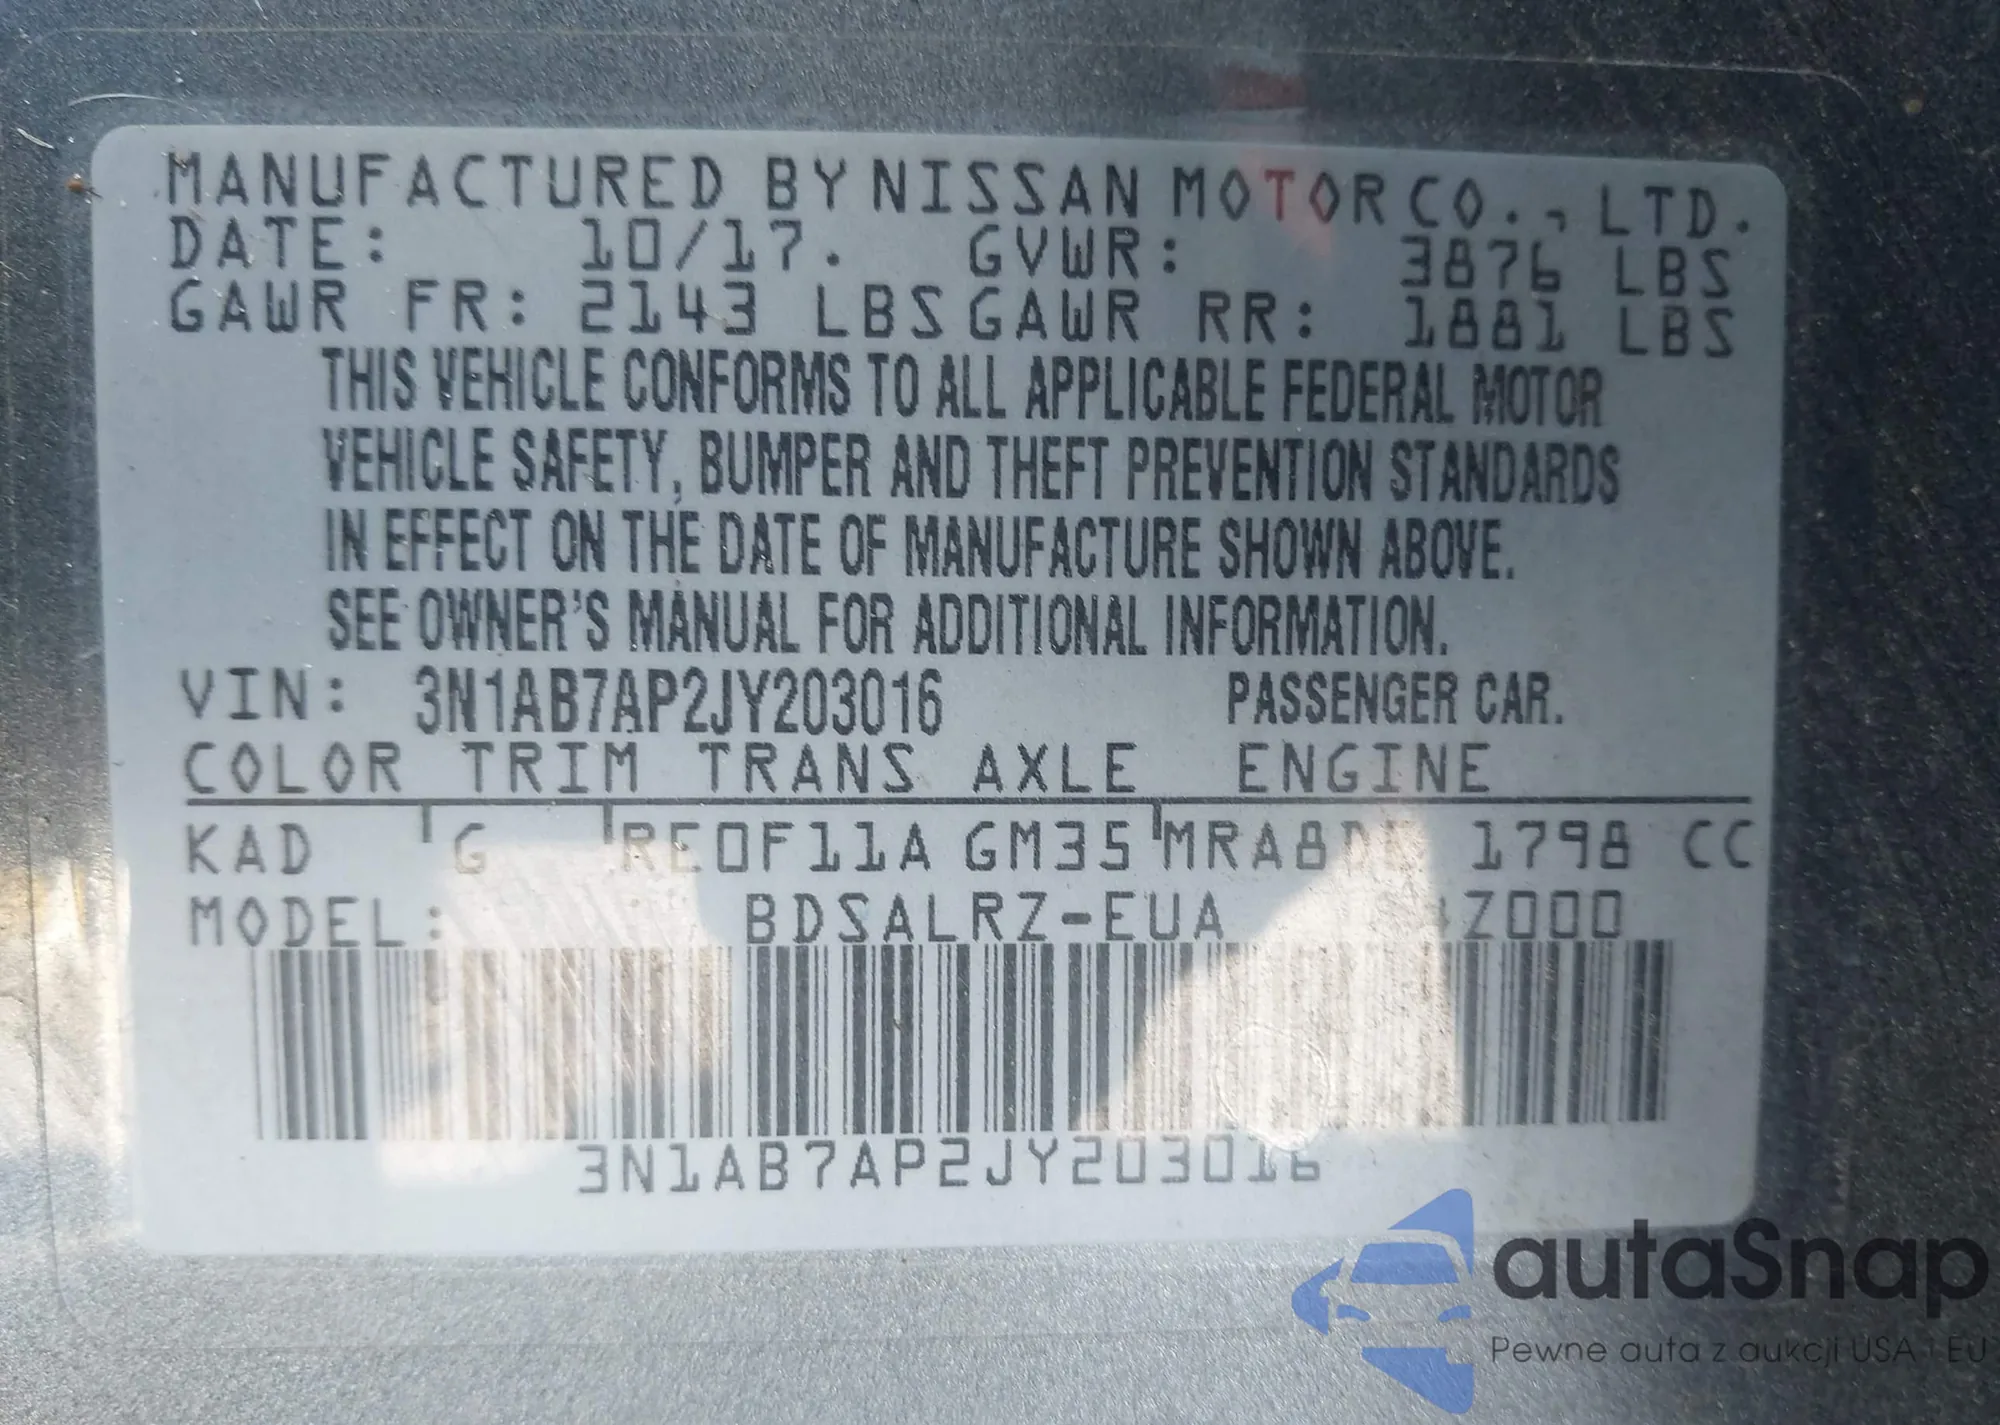 MANUFACTURED BY NISSAN MOTOR CO., LTD.
DATE: 10/17. GVWR: 3876 LBS
GAWR FR: 2143 LBS GAWR RR: 1881 LBS
THIS VEHICLE CONFORMS TO ALL APPLICABLE FEDERAL MOTOR
VEHICLE SAFETY, BUMPER AND THEFT PREVENTION STANDARDS
IN EFFECT ON THE DATE OF MANUFACTURE SHOWN ABOVE.
SEE OWNER'S MANUAL FOR ADDITIONAL INFORMATION.
VIN: 3N1AB7AP2JY203016 PASSENGER CAR.
COLOR TRIM TRANS AXLE ENGINE
KAD G RE0F11A GM35 1798 CC
MODEL: BDSALRZ-EUA
3N1AB7AP2JY203016
autaSnap
Pewne auta z aukcji USA i EU